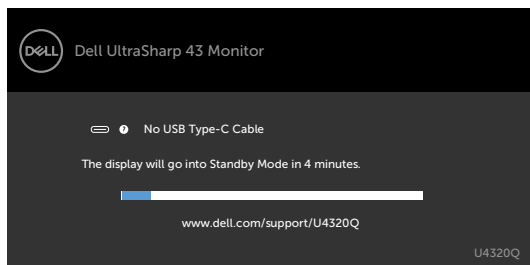 DELL Dell UltraSharp 43 Monitor
? No USB Type-C Cable
The display will go into Standby Mode in 4 minutes.
www.dell.com/support/U4320Q
U4320Q